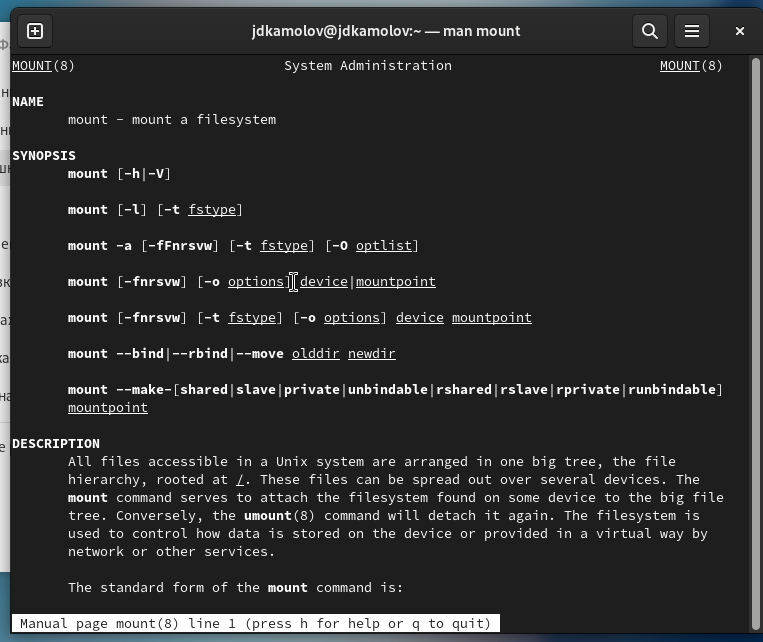 jdkamolov@jdkamolov:~ — man mount
MOUNT(8) System Administration MOUNT(8)
NAME
mount - mount a filesystem
SYNOPSIS
mount [-h|-V]
mount [-l] [-t fstype]
mount -a [-fFnrsvw] [-t fstype] [-O optlist]
mount [-fnrsvw] [-o options] device|mountpoint
mount [-fnrsvw] [-t fstype] [-o options] device mountpoint
mount --bind|--rbind|--move olddir newdir
mount --make-[shared|slave|private|unbindable|rshared|rslave|rprivate|runbindable]
mountpoint
DESCRIPTION
All files accessible in a Unix system are arranged in one big tree, the file
hierarchy, rooted at /. These files can be spread out over several devices. The
mount command serves to attach the filesystem found on some device to the big file
tree. Conversely, the umount(8) command will detach it again. The filesystem is
used to control how data is stored on the device or provided in a virtual way by
network or other services.
The standard form of the mount command is:
Manual page mount(8) line 1 (press h for help or q to quit)